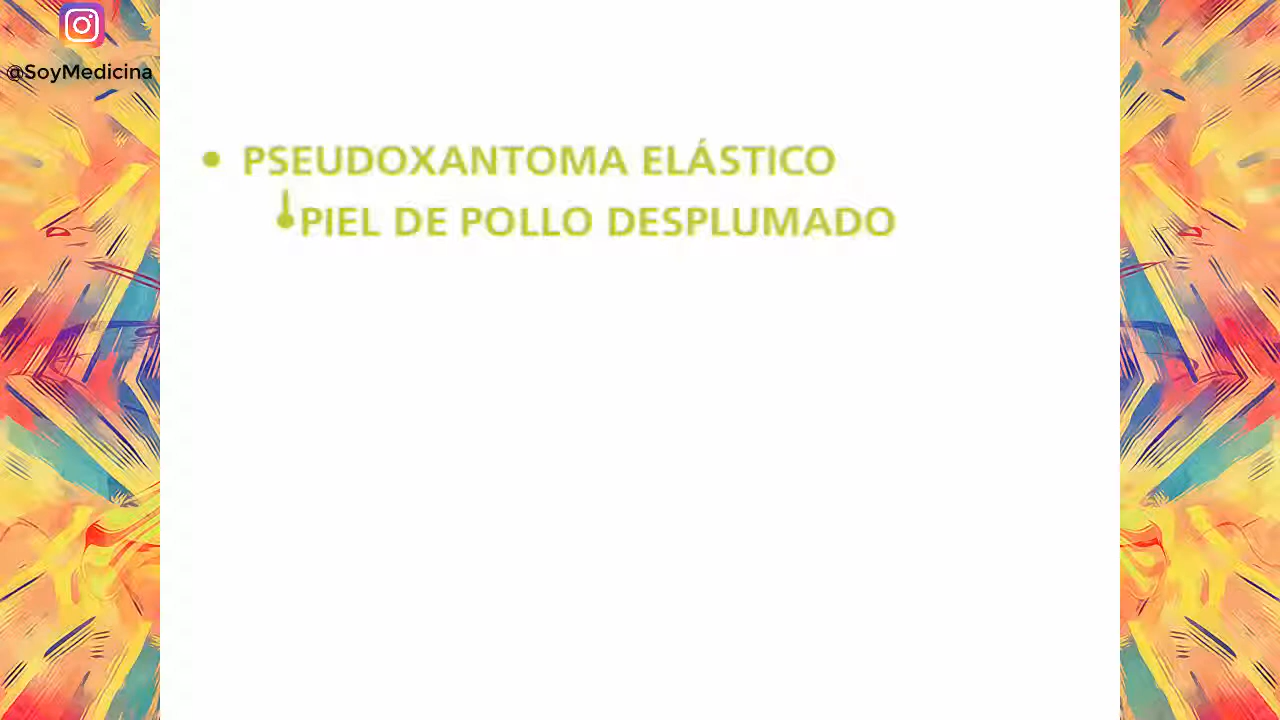 @SoyMedicina
• PSEUDOXANTOMA ELÁSTICO
PIEL DE POLLO DESPLUMADO